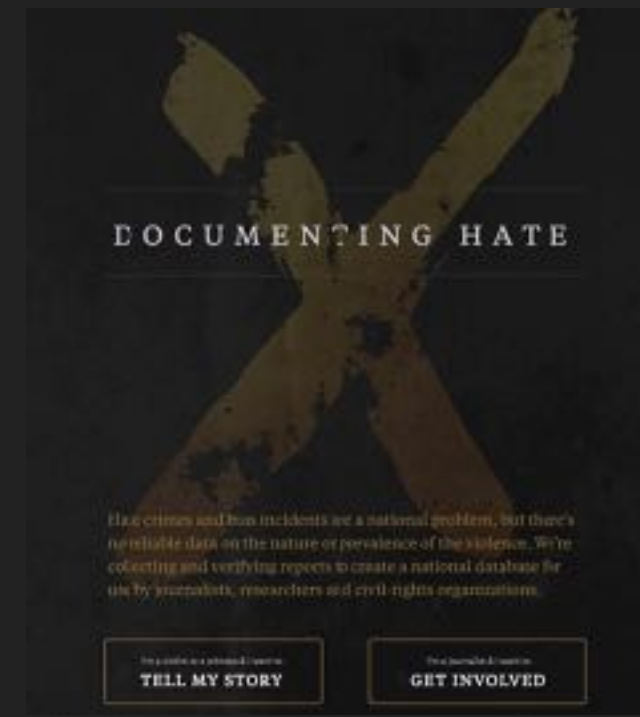 DOCUMENTING HATE
Hate crimes and bias incidents are a national problem, but there's
no reliable data on the nature or prevalence of the violence. We're
collecting and verifying reports to create a national database for
use by journalists, researchers and civil-rights organizations.
TELL MY STORY
GET INVOLVED